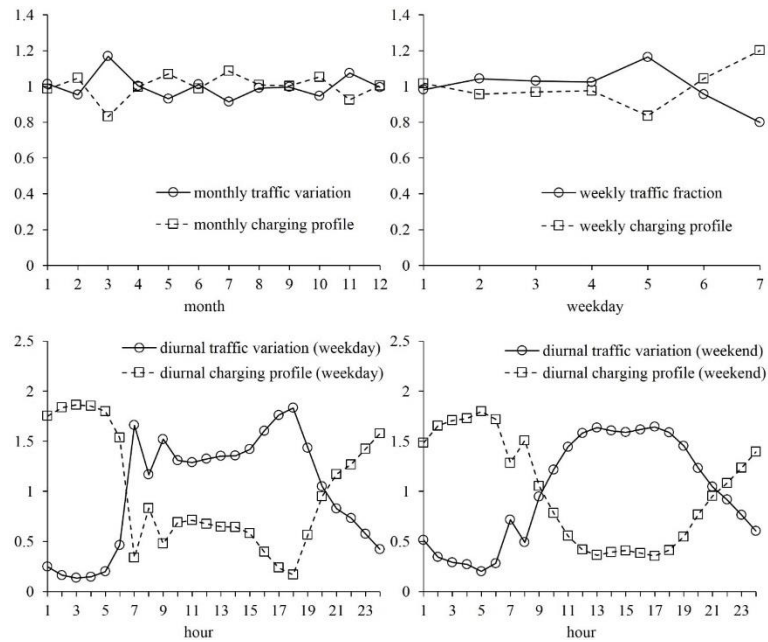 1.4
1.2
1
0.8
0.6
0.4
0.2
0
monthly traffic variation
monthly charging profile
1 2 3 4 5 6 7 8 9 10 11 12
month
1.4
1.2
1
0.8
0.6
0.4
0.2
0
weekly traffic fraction
weekly charging profile
1 2 3 4 5 6 7
weekday
2.5
2
1.5
1
0.5
0
diurnal traffic variation (weekday)
diurnal charging profile (weekday)
1 3 5 7 9 11 13 15 17 19 21 23
hour
2.5
2
1.5
1
0.5
0
diurnal traffic variation (weekend)
diurnal charging profile (weekend)
1 3 5 7 9 11 13 15 17 19 21 23
hour